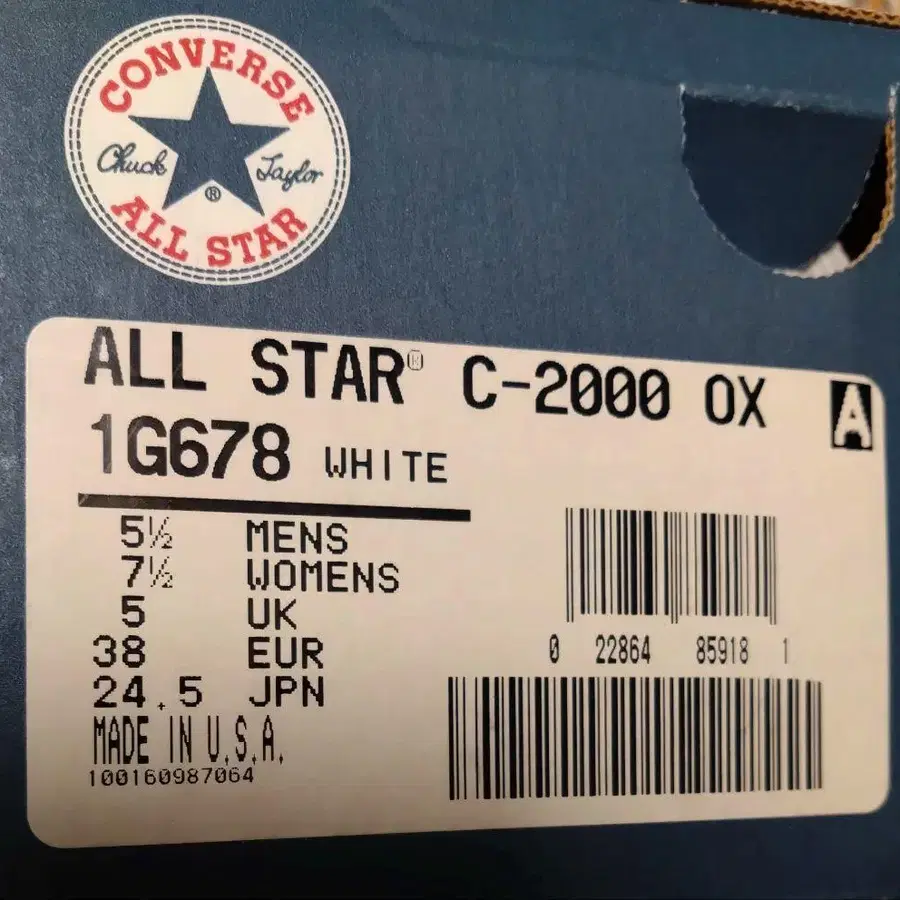 CONVERSE
Chuck Taylor
®
ALL STAR
ALL STAR® C-2000 OX
A
1G678 WHITE
5½ MENS
7½ WOMENS
5 UK
38 EUR
24.5 JPN
MADE IN U.S.A.
100160987064
0 22864 85918 1